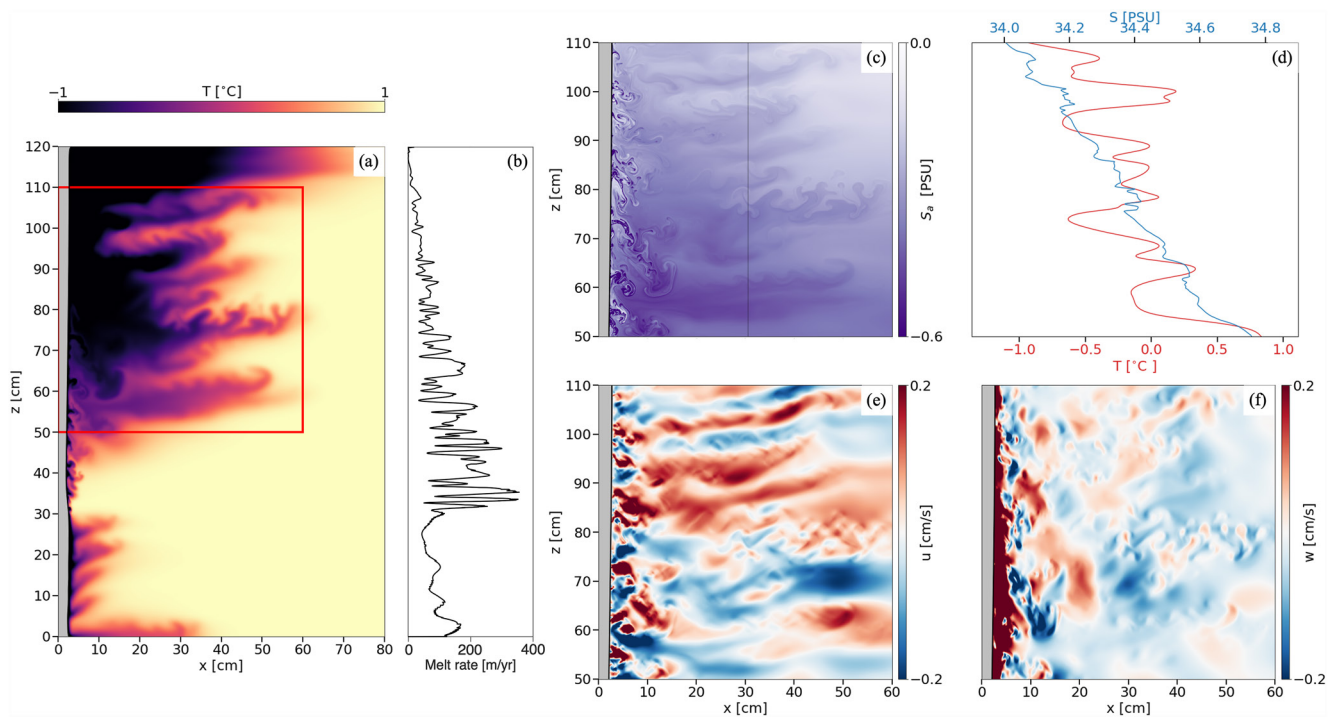 T [°C]
−1 1
(a)
120
110
100
90
80
70
60
50
40
30
20
10
0
z [cm]
0 10 20 30 40 50 60 70 80
x [cm]
(b)
0 100 200 300 400
Melt rate [m/yr]
(c)
110
100
90
80
70
60
50
z [cm]
0.0
−0.6
S_a [PSU]
S [PSU]
34.0 34.2 34.4 34.6 34.8
(d)
−1.0 −0.5 0.0 0.5 1.0
T [°C ]
(e)
110
100
90
80
70
60
50
z [cm]
0 10 20 30 40 50 60
x [cm]
0.2
−0.2
u [cm/s]
(f)
0 10 20 30 40 50 60
x [cm]
0.2
−0.2
w [cm/s]